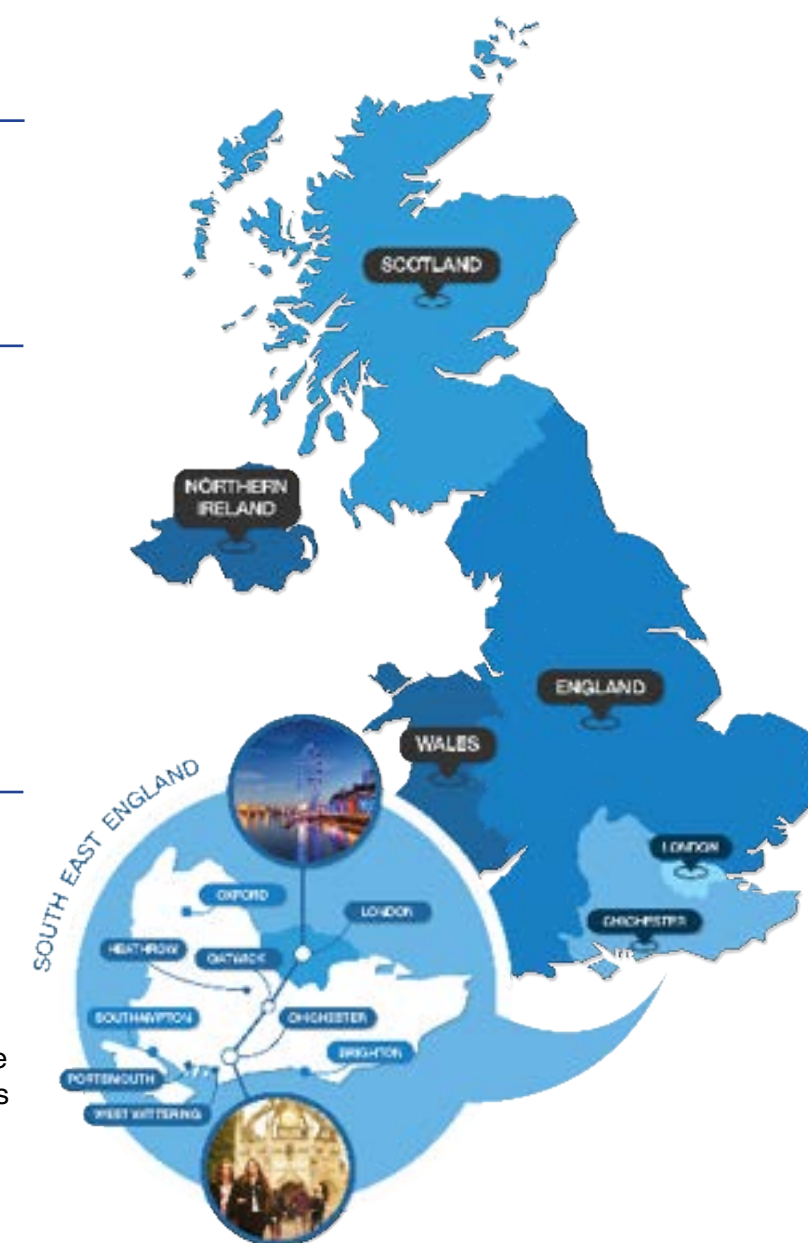 SCOTLAND
NORTHERN
IRELAND
ENGLAND
WALES
LONDON
CHICHESTER
SOUTH EAST ENGLAND
OXFORD
LONDON
HEATHROW
GATWICK
SOUTHAMPTON
CHICHESTER
BRIGHTON
PORTSMOUTH
WEST WITTERING
e
s